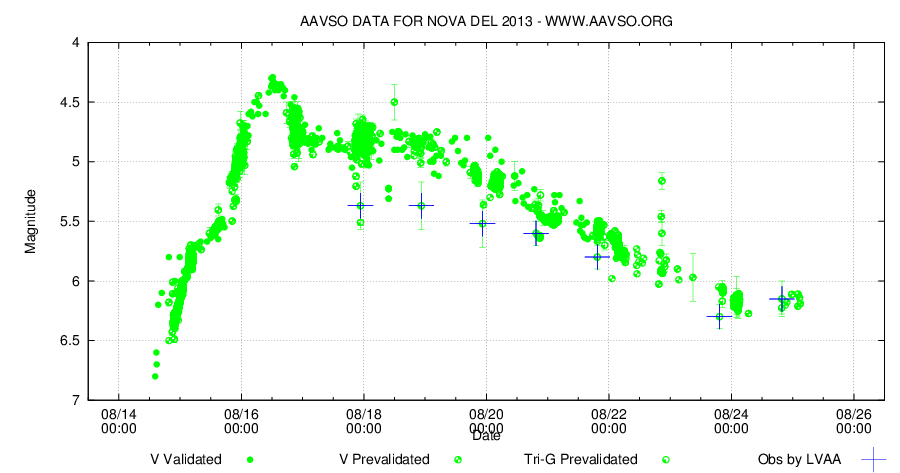 AAVSO DATA FOR NOVA DEL 2013 - WWW.AAVSO.ORG
4
4.5
5
5.5
6
6.5
7
Magnitude
08/14 08/16 08/18 08/20 08/22 08/24 08/26
00:00 00:00 00:00 00:00 00:00 00:00 00:00
Date
V Validated V Prevalidated Tri-G Prevalidated Obs by LVAA